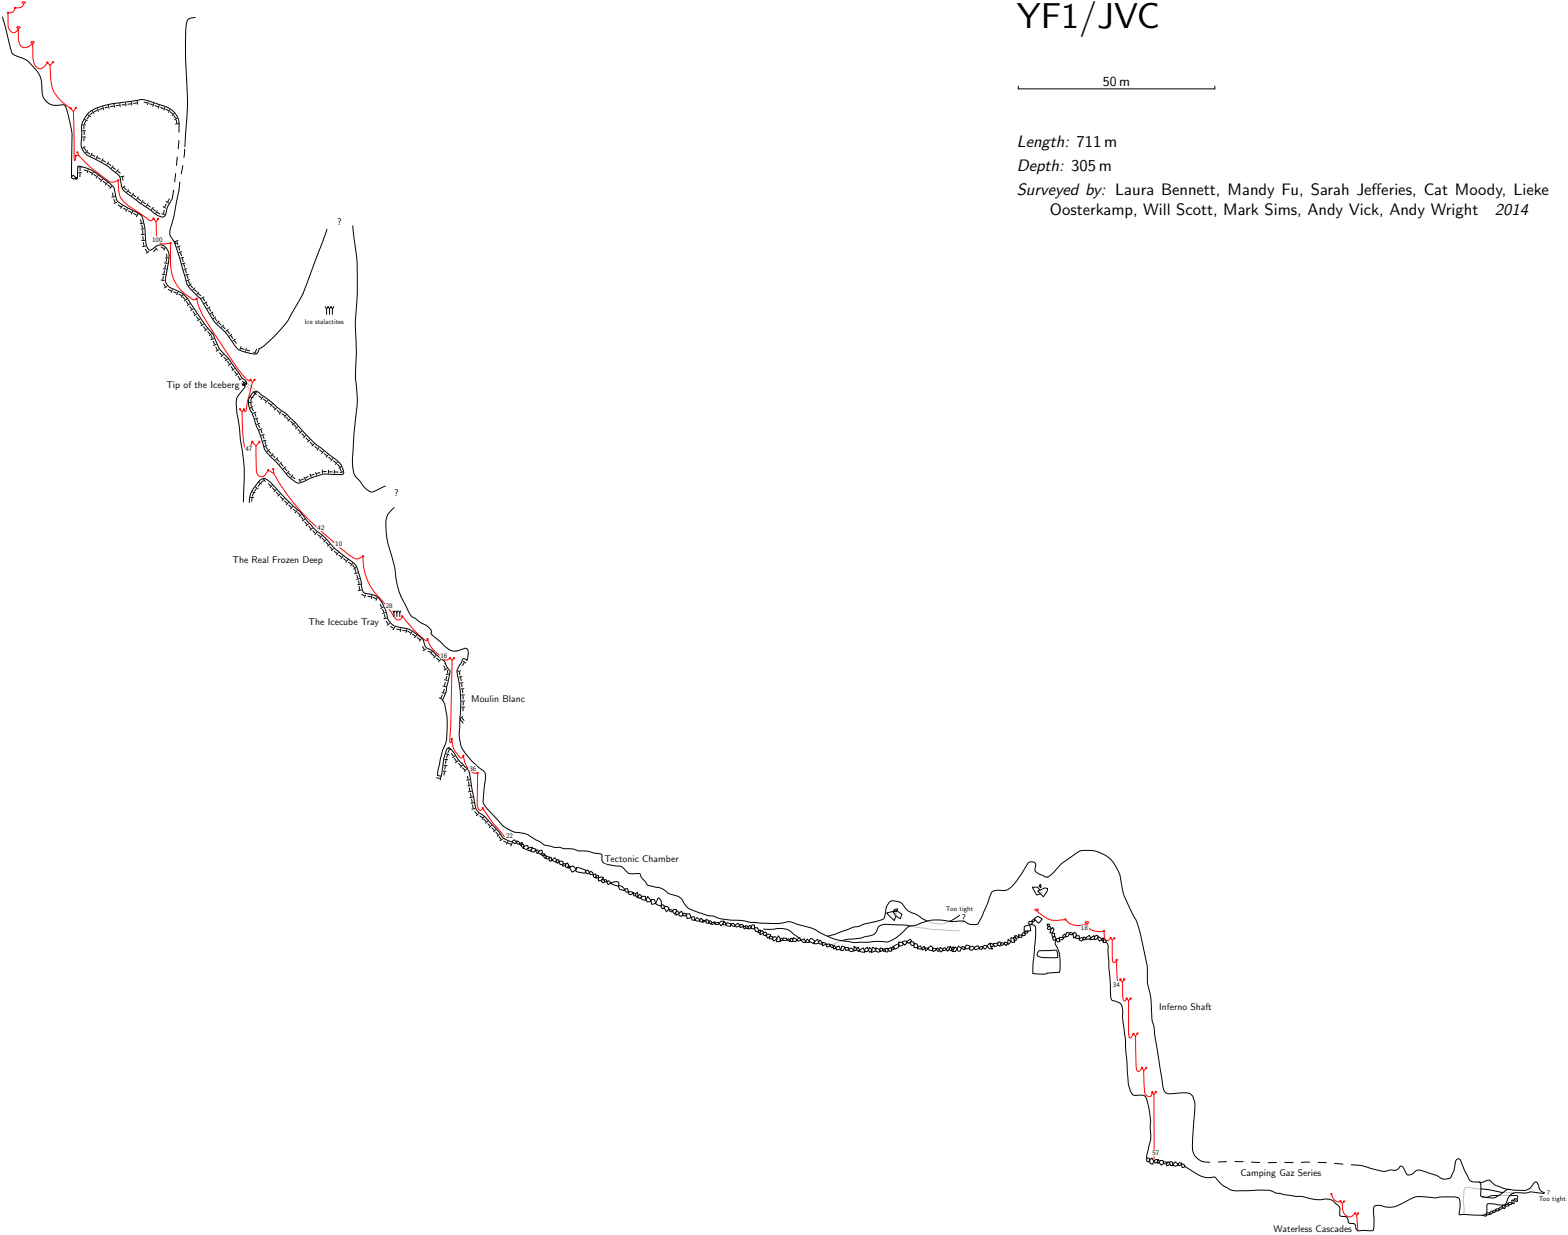 YF1/JVC
50 m
Length: 711 m
Depth: 305 m
Surveyed by: Laura Bennett, Mandy Fu, Sarah Jefferies, Cat Moody, Lieke
Oosterkamp, Will Scott, Mark Sims, Andy Vick, Andy Wright 2014
?
100
Ice stalactites
Tip of the Iceberg
47
?
42
10
The Real Frozen Deep
28
The Icecube Tray
16
Moulin Blanc
36
22
Tectonic Chamber
Too tight
?
18
34
Inferno Shaft
57
Camping Gaz Series
?
Too tight
Waterless Cascades